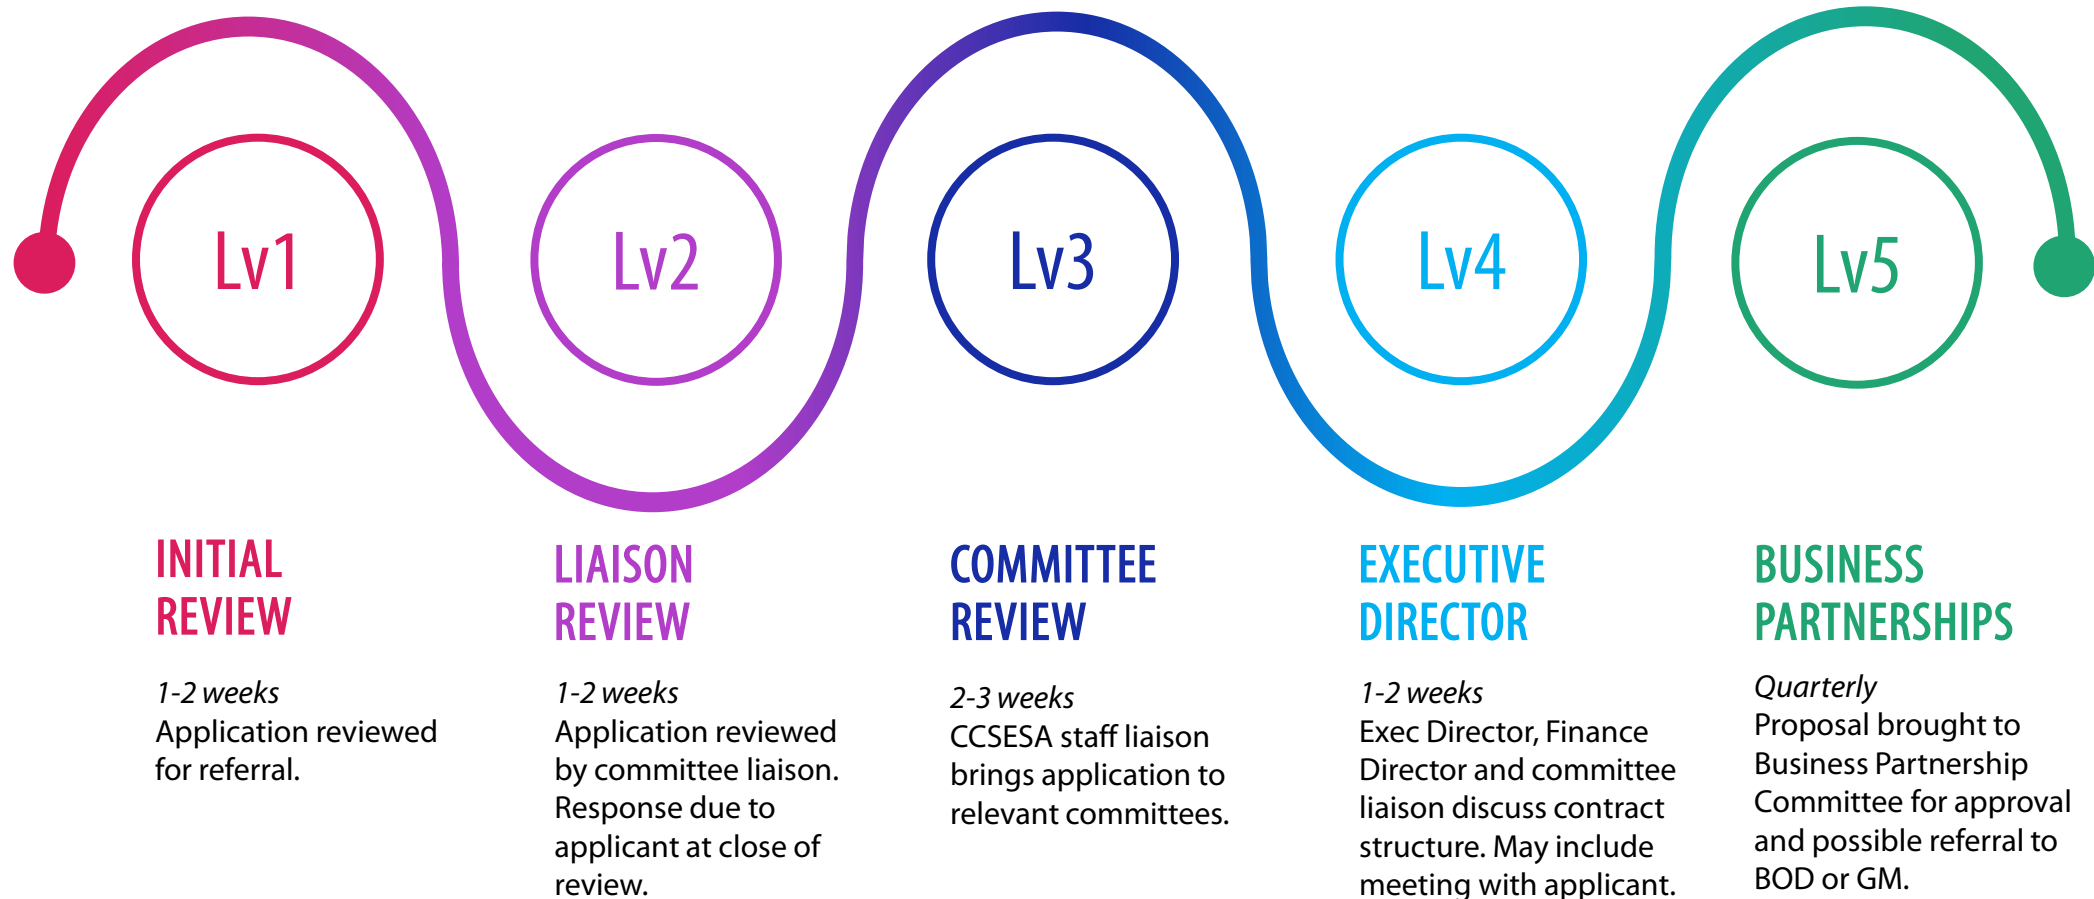 Lv1
Lv2
Lv3
Lv4
Lv5
INITIAL
REVIEW
1-2 weeks
Application reviewed
for referral.
LIAISON
REVIEW
1-2 weeks
Application reviewed
by committee liaison.
Response due to
applicant at close of
review.
COMMITTEE
REVIEW
2-3 weeks
CCSESA staff liaison
brings application to
relevant committees.
EXECUTIVE
DIRECTOR
1-2 weeks
Exec Director, Finance
Director and committee
liaison discuss contract
structure. May include
meeting with applicant.
BUSINESS
PARTNERSHIPS
Quarterly
Proposal brought to
Business Partnership
Committee for approval
and possible referral to
BOD or GM.